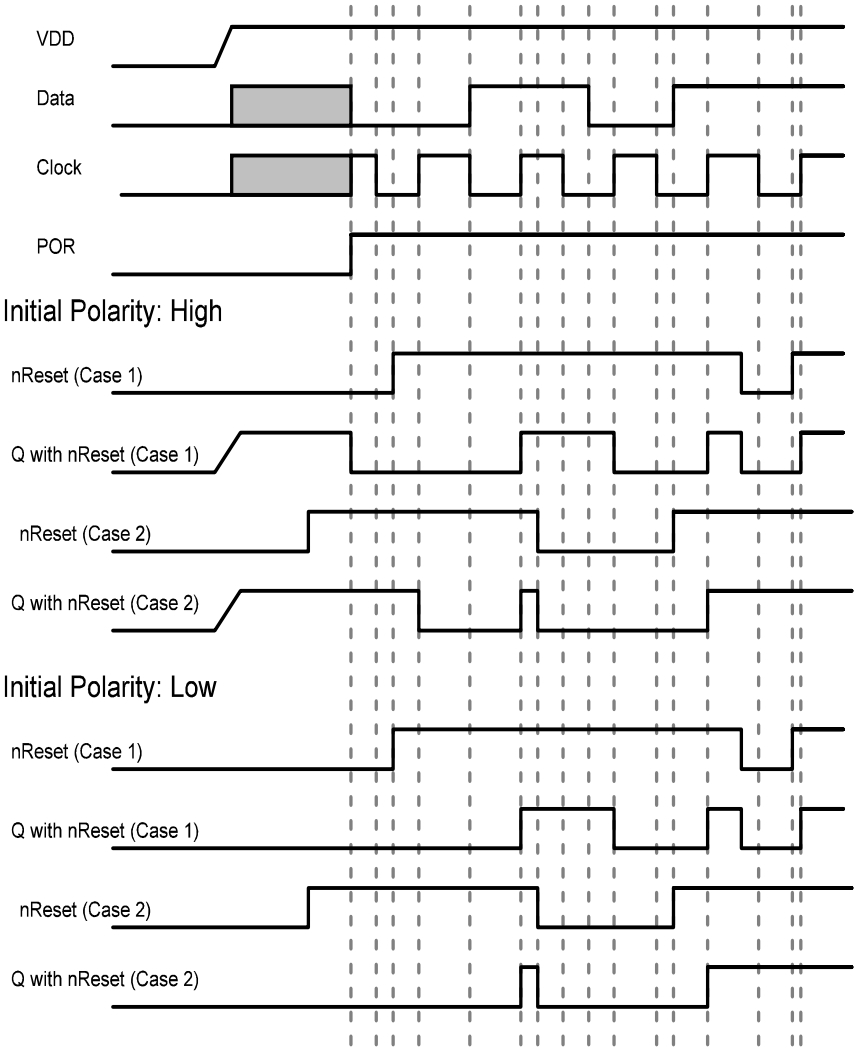 VDD
Data
Clock
POR
Initial Polarity: High
nReset (Case 1)
Q with nReset (Case 1)
nReset (Case 2)
Q with nReset (Case 2)
Initial Polarity: Low
nReset (Case 1)
Q with nReset (Case 1)
nReset (Case 2)
Q with nReset (Case 2)